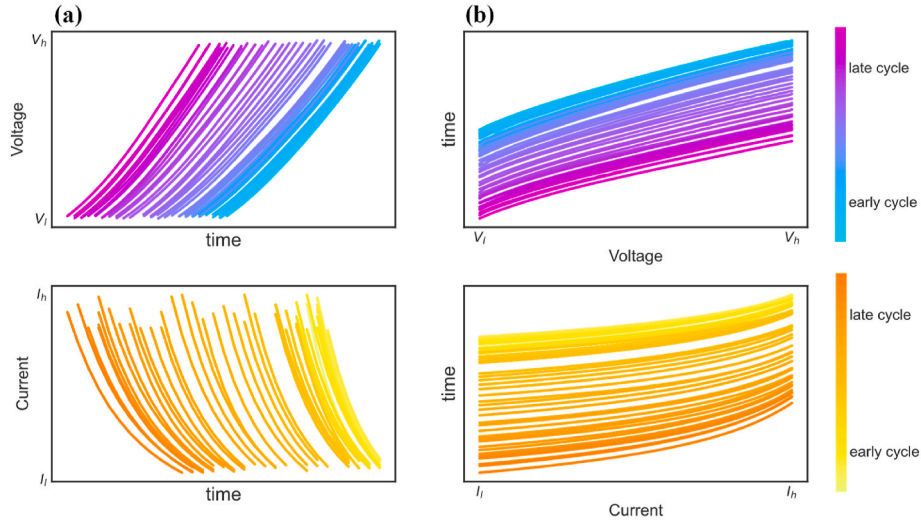 (a)
(b)
V_h
Voltage
V_l
time
time
V_l
V_h
Voltage
late cycle
early cycle
I_h
Current
I_l
time
time
I_l
I_h
Current
late cycle
early cycle